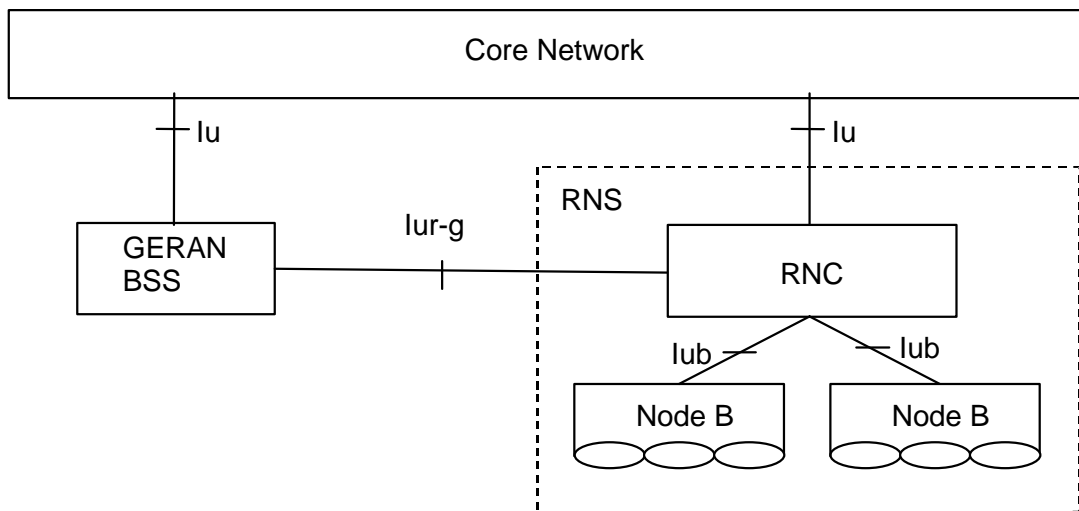 Core Network
Iu
Iu
RNS
Iur-g
GERAN
BSS
RNC
Iub
Iub
Node B
Node B